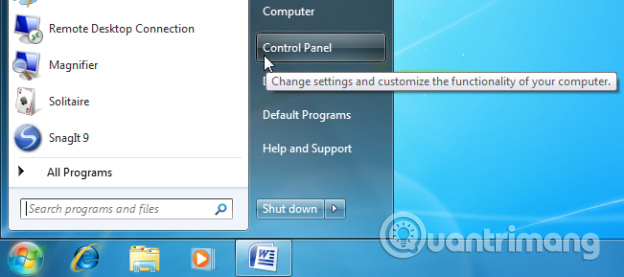 Remote Desktop Connection
Magnifier
Solitaire
SnagIt 9
All Programs
Search programs and files
Computer
Control Panel
Change settings and customize the functionality of your computer.
Default Programs
Help and Support
Shut down
Quantrimang